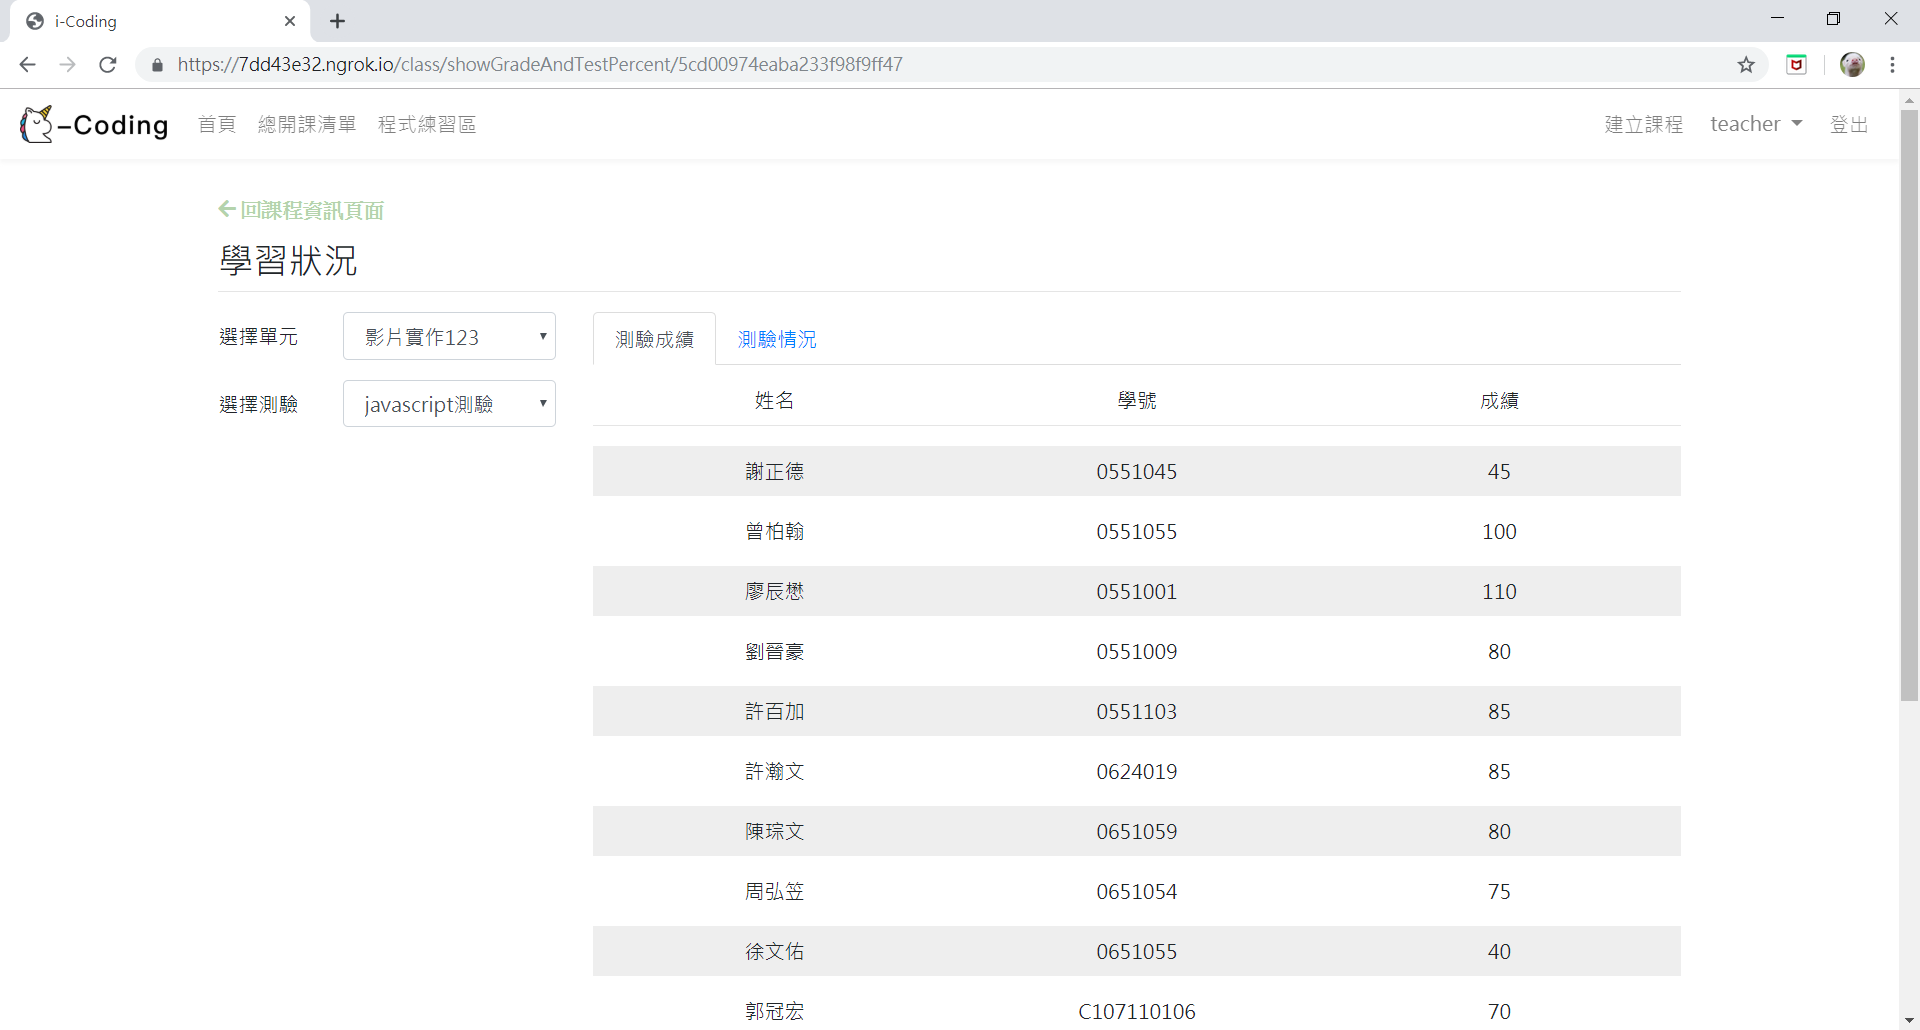 i-Coding
https://7dd43e32.ngrok.io/class/showGradeAndTestPercent/5cd00974eaba233f98f9ff47
-Coding 首頁 總開課清單 程式練習區 建立課程 teacher 登出
回課程資訊頁面
學習狀況
選擇單元 影片實作123 測驗成績 測驗情況
選擇測驗 javascript測驗
姓名 學號 成績
謝正德 0551045 45
曾柏翰 0551055 100
廖辰懋 0551001 110
劉晉豪 0551009 80
許百加 0551103 85
許瀚文 0624019 85
陳琮文 0651059 80
周弘笠 0651054 75
徐文佑 0651055 40
郭冠宏 C107110106 70